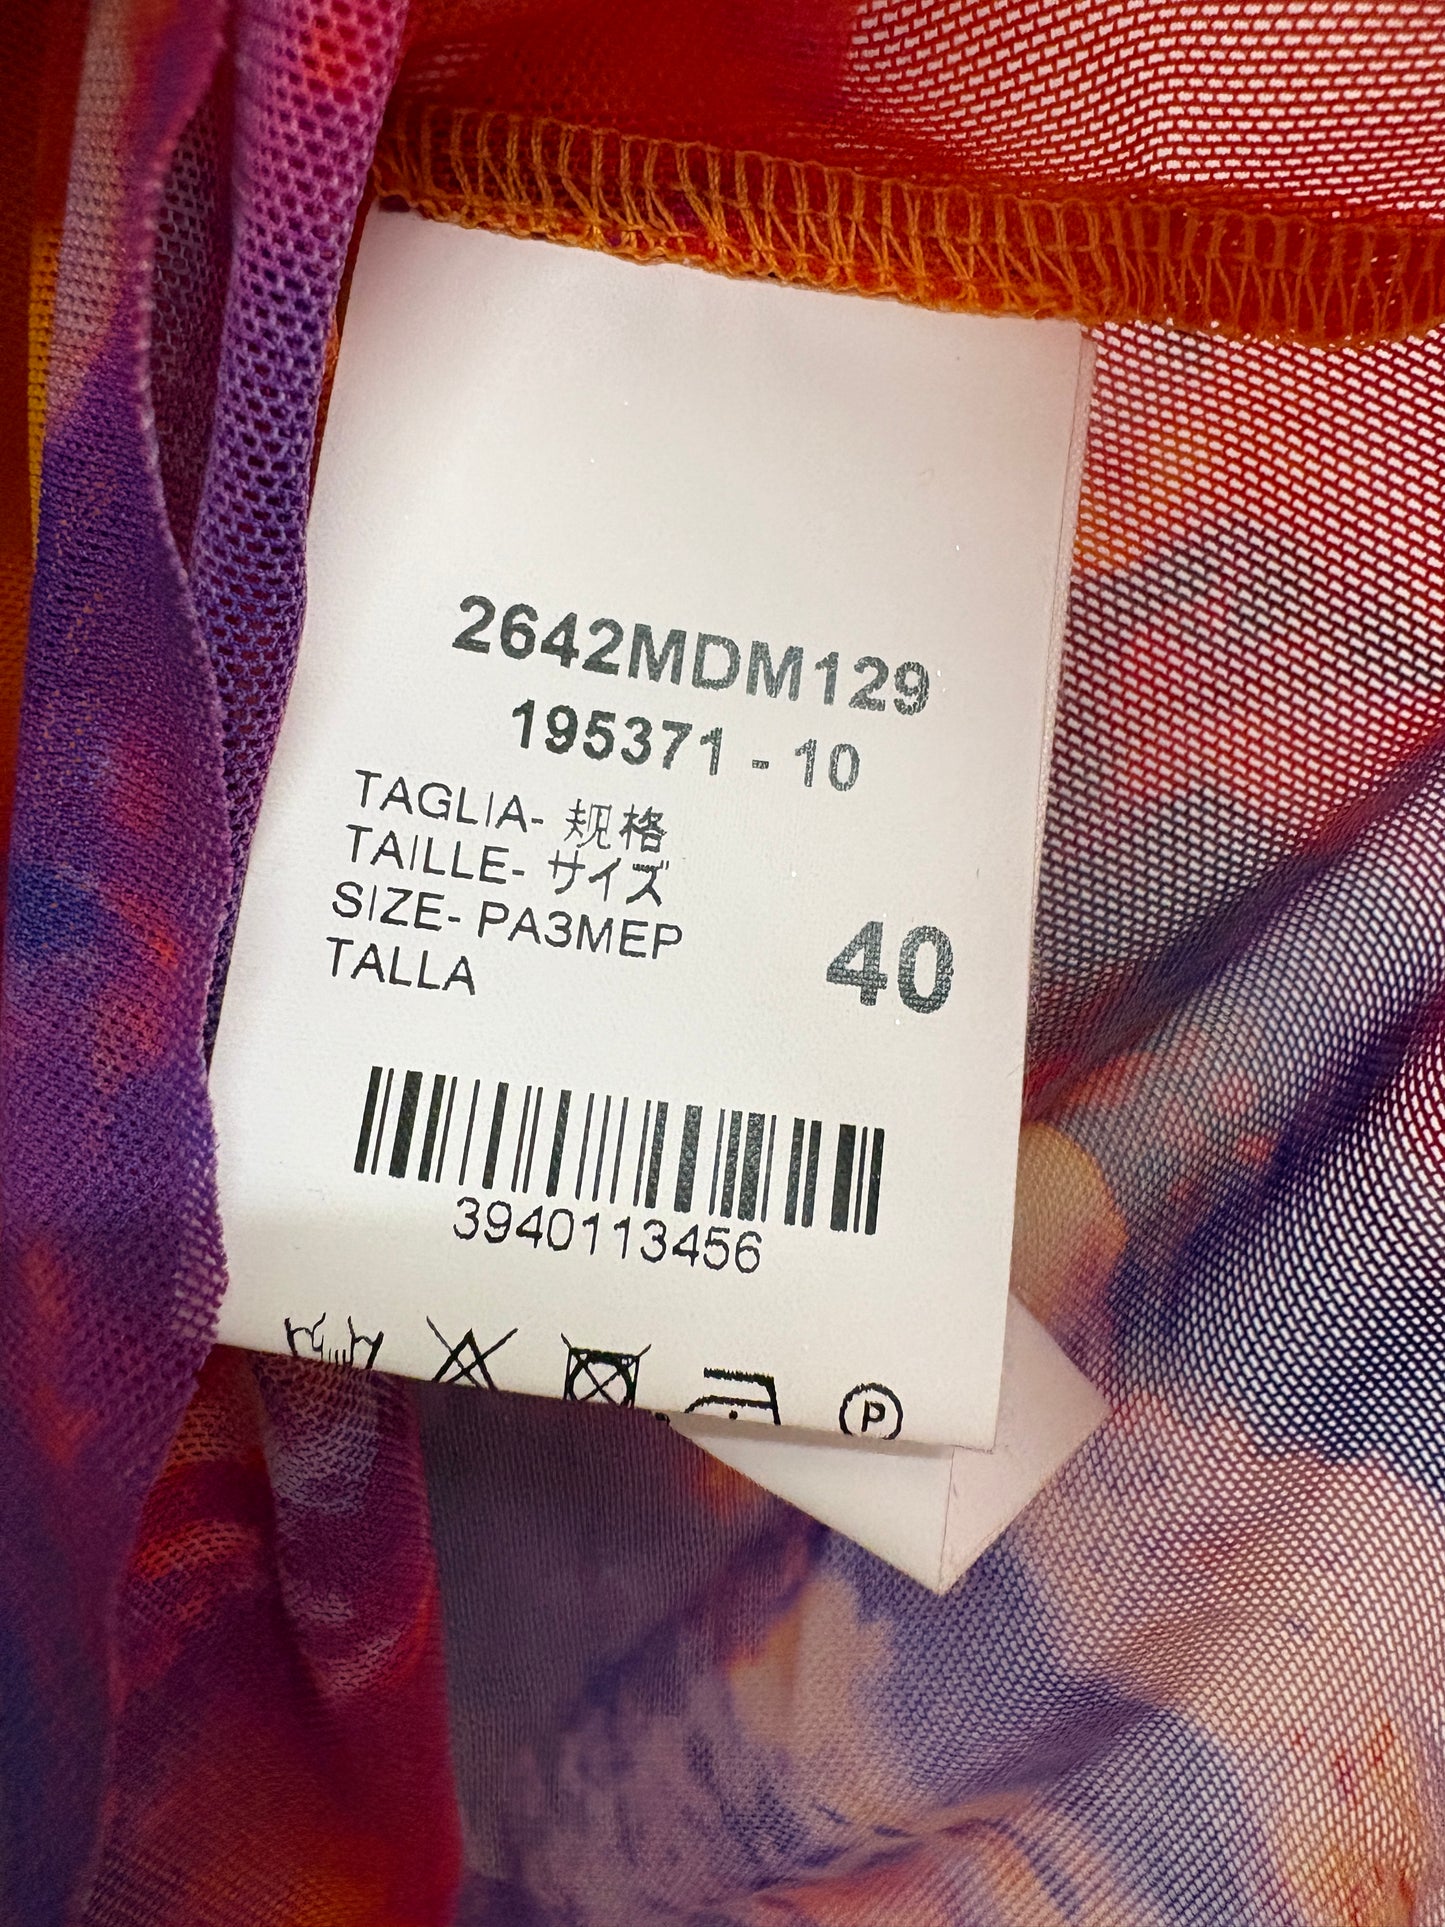 2642MDM129
195371 - 10
TAGLIA- 规格
TAILLE- サイズ
SIZE- РАЗМЕР
TALLA
40
3940113456
P